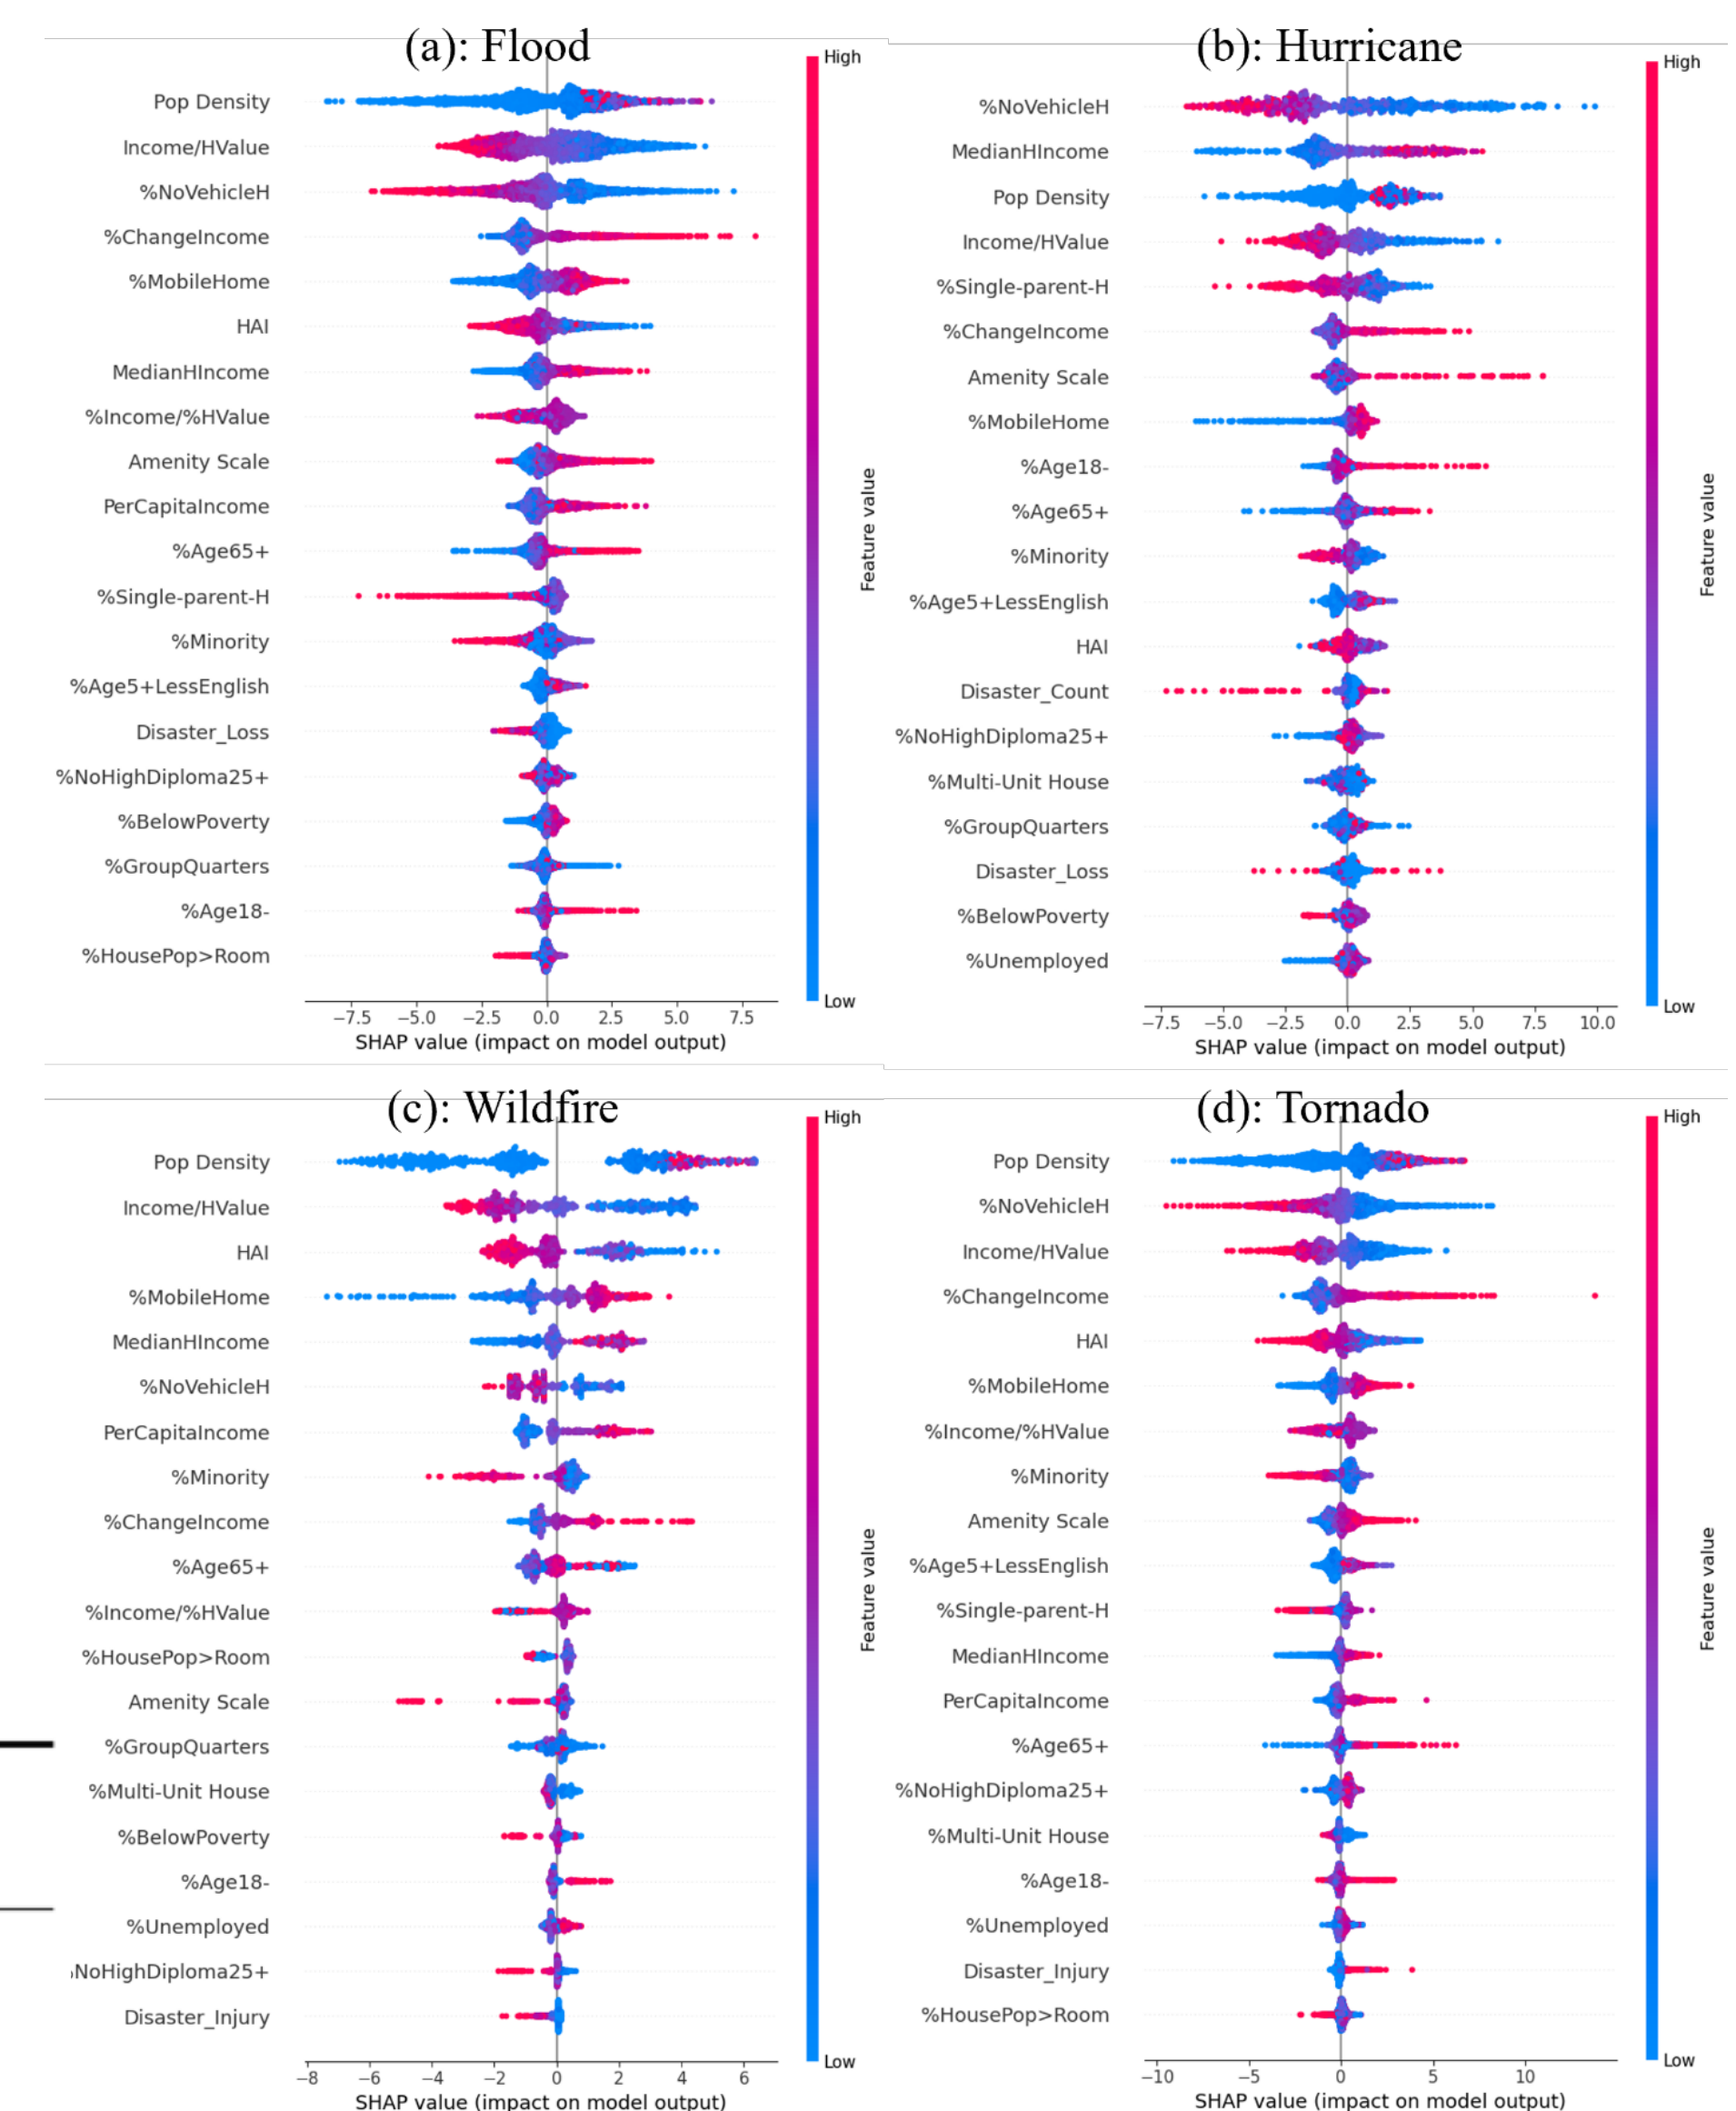 (a): Flood
High
Pop Density
Income/HValue
%NoVehicleH
%ChangeIncome
%MobileHome
HAI
MedianHIncome
%Income/%HValue
Amenity Scale
PerCapitaIncome
%Age65+
%Single-parent-H
%Minority
%Age5+LessEnglish
Disaster_Loss
%NoHighDiploma25+
%BelowPoverty
%GroupQuarters
%Age18-
%HousePop>Room
Feature value
Low
−7.5 −5.0 −2.5 0.0 2.5 5.0 7.5
SHAP value (impact on model output)
(b): Hurricane
High
%NoVehicleH
MedianHIncome
Pop Density
Income/HValue
%Single-parent-H
%ChangeIncome
Amenity Scale
%MobileHome
%Age18-
%Age65+
%Minority
%Age5+LessEnglish
HAI
Disaster_Count
%NoHighDiploma25+
%Multi-Unit House
%GroupQuarters
Disaster_Loss
%BelowPoverty
%Unemployed
Feature value
Low
−7.5 −5.0 −2.5 0.0 2.5 5.0 7.5 10.0
SHAP value (impact on model output)
(c): Wildfire
High
Pop Density
Income/HValue
HAI
%MobileHome
MedianHIncome
%NoVehicleH
PerCapitaIncome
%Minority
%ChangeIncome
%Age65+
%Income/%HValue
%HousePop>Room
Amenity Scale
%GroupQuarters
%Multi-Unit House
%BelowPoverty
%Age18-
%Unemployed
NoHighDiploma25+
Disaster_Injury
Feature value
Low
−8 −6 −4 −2 0 2 4 6
SHAP value (impact on model output)
(d): Tornado
High
Pop Density
%NoVehicleH
Income/HValue
%ChangeIncome
HAI
%MobileHome
%Income/%HValue
%Minority
Amenity Scale
%Age5+LessEnglish
%Single-parent-H
MedianHIncome
PerCapitaIncome
%Age65+
%NoHighDiploma25+
%Multi-Unit House
%Age18-
%Unemployed
Disaster_Injury
%HousePop>Room
Feature value
Low
−10 −5 0 5 10
SHAP value (impact on model output)